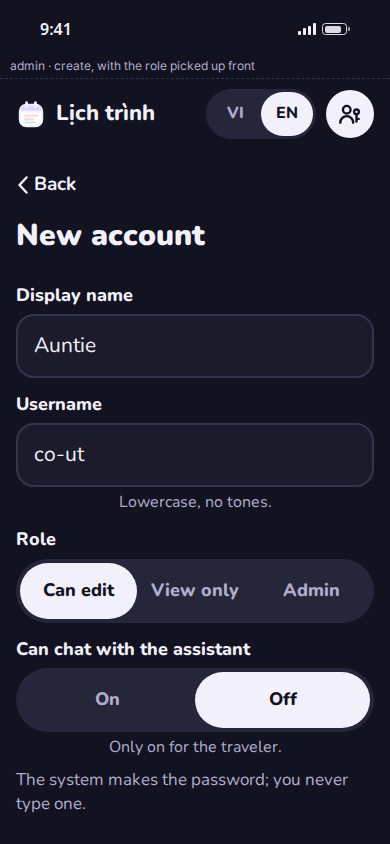 9:41
admin · create, with the role picked up front
Lịch trình
VI
EN
Back
New account
Display name
Auntie
Username
co-ut
Lowercase, no tones.
Role
Can edit
View only
Admin
Can chat with the assistant
On
Off
Only on for the traveler.
The system makes the password; you never
type one.